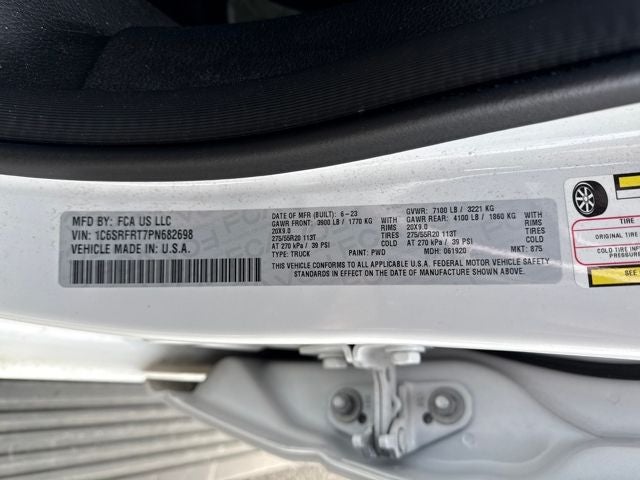 MFD BY: FCA US LLC
VIN: 1C6SRFRT7PN682698
VEHICLE MADE IN: U.S.A.
DATE OF MFR (BUILT): 6-23
GAWR FRONT: 3900 LB / 1770 KG WITH
20X9.0 RIMS
275/55R20 113T TIRES
AT 270 kPa / 39 PSI
TYPE: TRUCK PAINT: PWD
GVWR: 7100 LB / 3221 KG
GAWR REAR: 4100 LB / 1860 KG WITH
20X9.0 RIMS
275/55R20 113T TIRES
AT 270 kPa / 39 PSI
MDH: 061920 MKT: 875
THIS VEHICLE CONFORMS TO ALL APPLICABLE U.S.A. FEDERAL MOTOR VEHICLE SAFETY
STANDARDS IN EFFECT ON THE DATE OF MANUFACTURE SHOWN ABOVE.
TIRE
ORIGINAL TIRE
COLD TIRE
PRESSURE
SEE